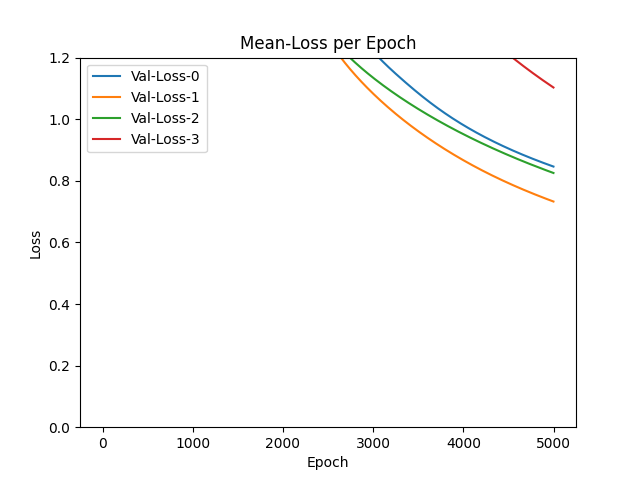 Mean-Loss per Epoch
1.2
1.0
0.8
0.6
0.4
0.2
0.0
Loss
Val-Loss-0
Val-Loss-1
Val-Loss-2
Val-Loss-3
0 1000 2000 3000 4000 5000
Epoch